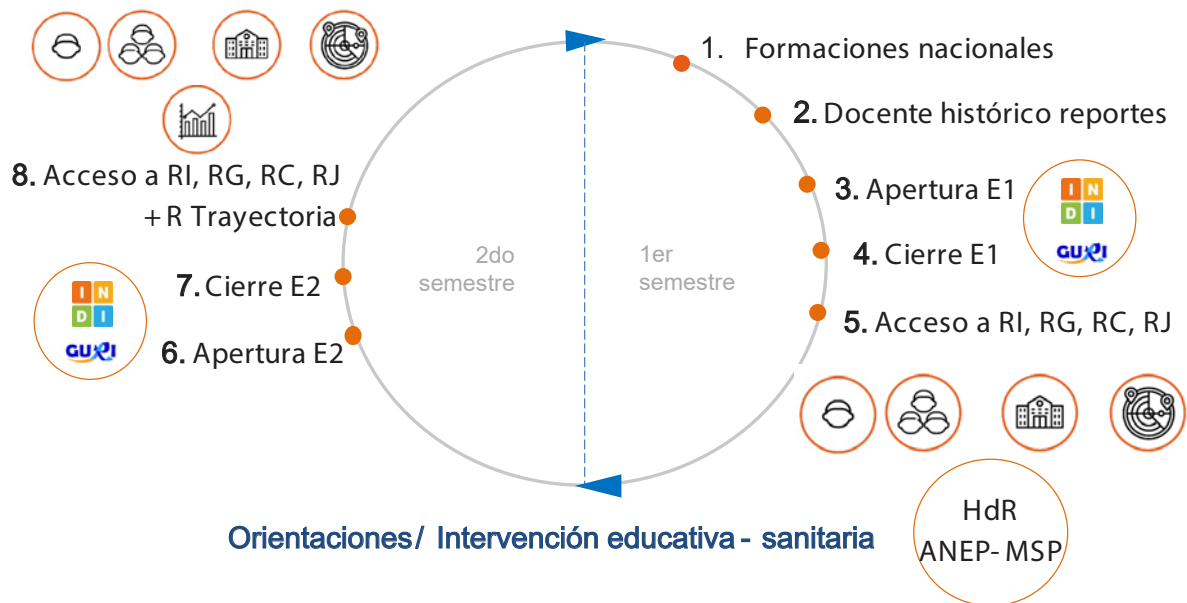 1. Formaciones nacionales
2. Docente histórico reportes
3. Apertura E1
I N
D I
GURI
4. Cierre E1
5. Acceso a RI, RG, RC, RJ
1er
semestre
2do
semestre
8. Acceso a RI, RG, RC, RJ
+ R Trayectoria
7. Cierre E2
I N
D I
GURI
6. Apertura E2
HdR
ANEP- MSP
Orientaciones/ Intervención educativa - sanitaria